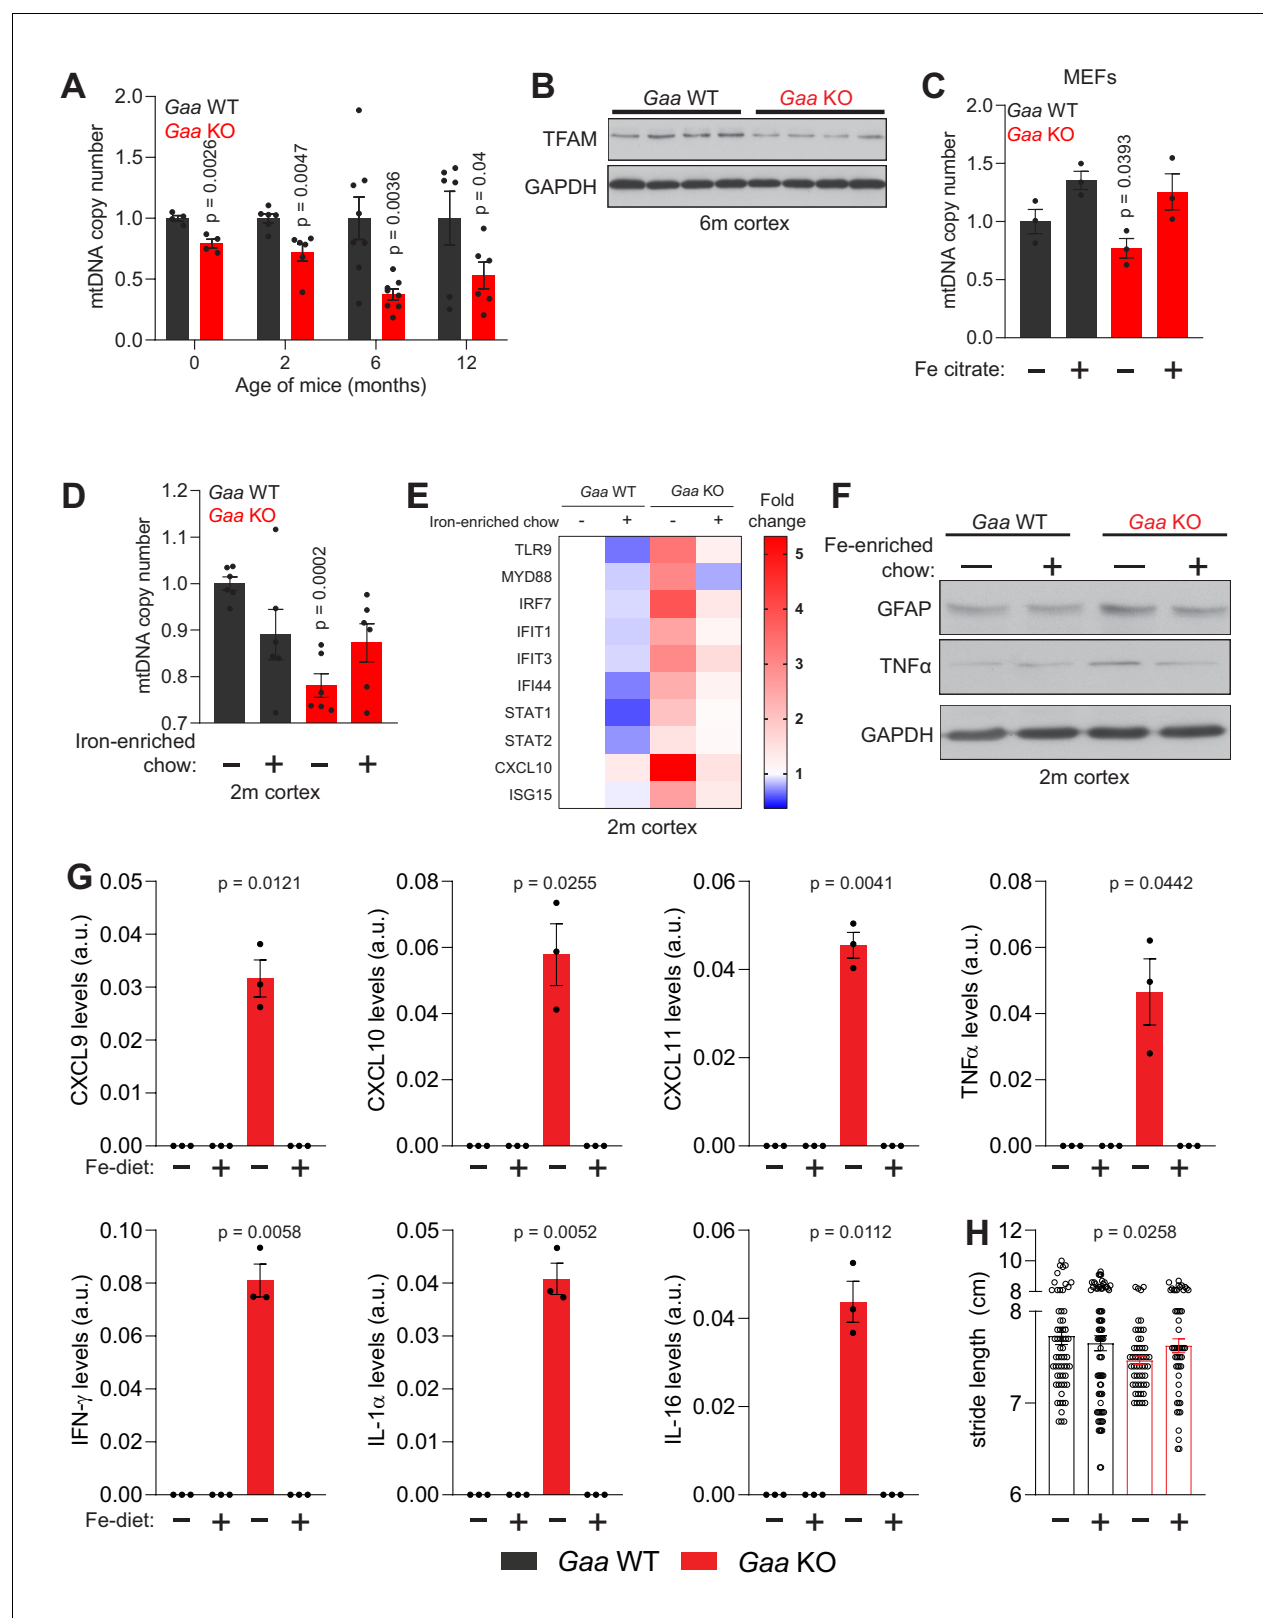 A
Gaa WT
Gaa KO
mtDNA copy number
2.0
1.5
1.0
0.5
0.0
p = 0.0026
p = 0.0047
p = 0.0036
p = 0.04
0 2 6 12
Age of mice (months)
B
Gaa WT Gaa KO
TFAM
GAPDH
6m cortex
C
MEFs
Gaa WT
Gaa KO
mtDNA copy number
2.0
1.5
1.0
0.5
0.0
p = 0.0393
Fe citrate: − + − +
D
Gaa WT
Gaa KO
mtDNA copy number
1.2
1.1
1.0
0.9
0.8
0.7
p = 0.0002
Iron-enriched
chow: − + − +
2m cortex
E
Gaa WT Gaa KO
Iron-enriched chow - + - +
Fold
change
TLR9
MYD88
IRF7
IFIT1
IFIT3
IFI44
STAT1
STAT2
CXCL10
ISG15
5
4
3
2
1
2m cortex
F
Gaa WT Gaa KO
Fe-enriched
chow: − + − +
GFAP
TNFα
GAPDH
2m cortex
G
CXCL9 levels (a.u.)
0.05
0.04
0.03
0.02
0.01
0.00
p = 0.0121
Fe-diet: − + − +
CXCL10 levels (a.u.)
0.08
0.06
0.04
0.02
0.00
p = 0.0255
− + − +
CXCL11 levels (a.u.)
0.06
0.04
0.02
0.00
p = 0.0041
− + − +
TNFα levels (a.u.)
0.08
0.06
0.04
0.02
0.00
p = 0.0442
− + − +
IFN-γ levels (a.u.)
0.10
0.08
0.06
0.04
0.02
0.00
p = 0.0058
Fe-diet: − + − +
IL-1α levels (a.u.)
0.05
0.04
0.03
0.02
0.01
0.00
p = 0.0052
− + − +
IL-16 levels (a.u.)
0.06
0.04
0.02
0.00
p = 0.0112
− + − +
H
stride length (cm)
12
10
8
8
7
6
p = 0.0258
− + − +
Gaa WT Gaa KO